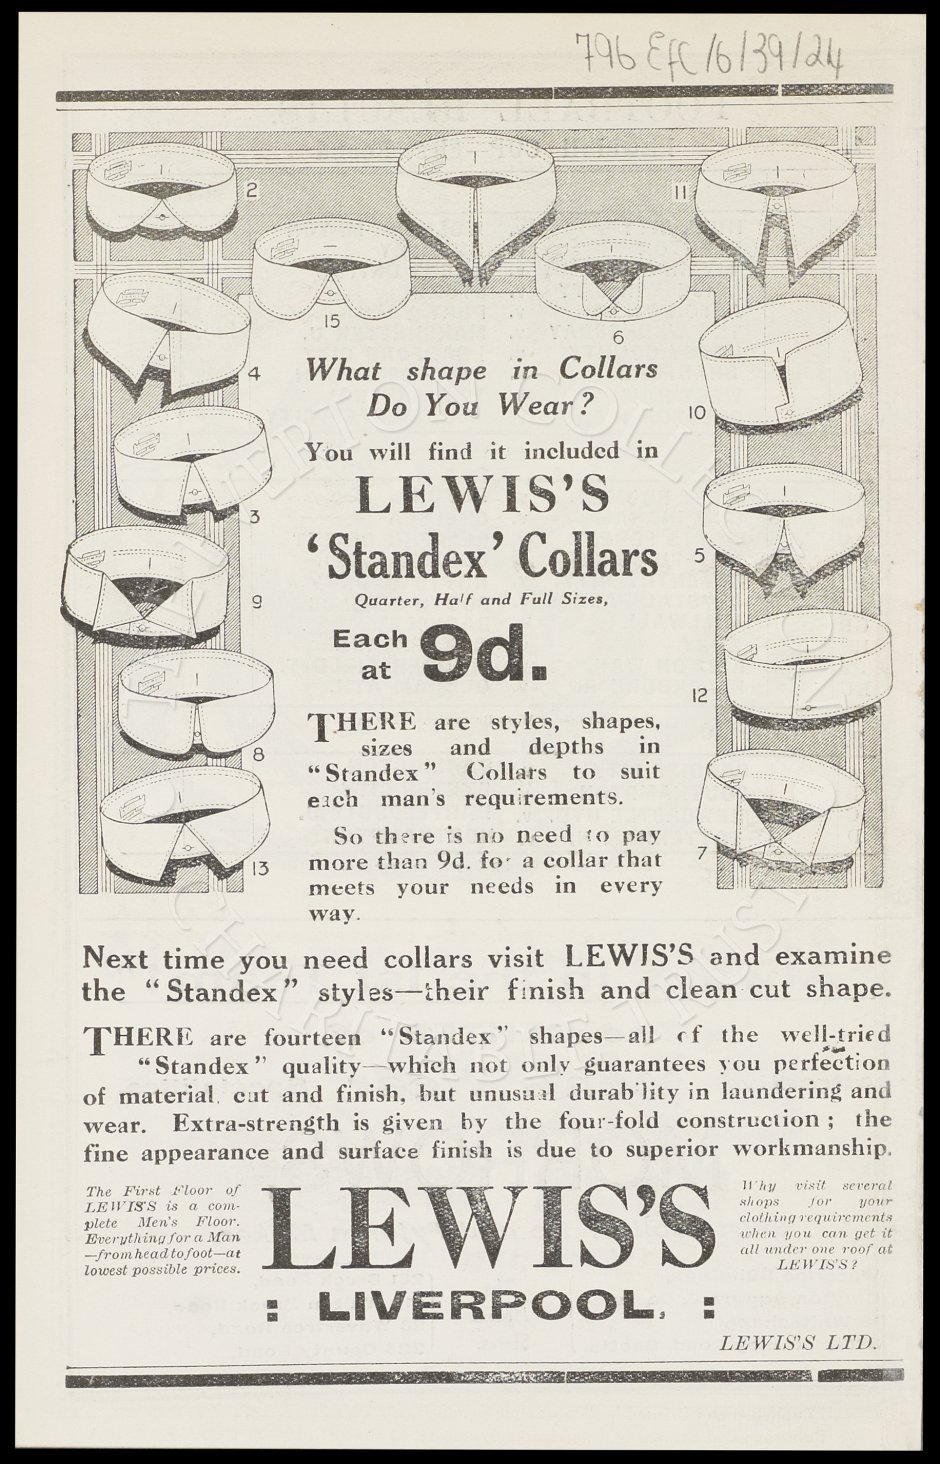 796 Efc/6/39/24
2
11
15
6
4
10
3
5
9
12
8
7
13
What shape in Collars
Do You Wear?
You will find it included in
LEWIS'S
'Standex' Collars
Quarter, Half and Full Sizes,
Each at 9d.
THERE are styles, shapes,
sizes and depths in
"Standex" Collars to suit
each man's requirements.
So there is no need to pay
more than 9d. for a collar that
meets your needs in every
way.
Next time you need collars visit LEWIS'S and examine
the "Standex" styles—their finish and clean cut shape.
THERE are fourteen "Standex" shapes—all of the well-tried
"Standex" quality—which not only guarantees you perfection
of material, cut and finish, but unusual durability in laundering and
wear. Extra-strength is given by the four-fold construction; the
fine appearance and surface finish is due to superior workmanship.
The First Floor of
LEWIS'S is a com-
plete Men's Floor.
Everything for a Man
—from head to foot—at
lowest possible prices.
LEWIS'S
Why visit several
shops for your
clothing requirements
when you can get it
all under one roof at
LEWIS'S?
: LIVERPOOL, :
LEWIS'S LTD.
DAVID
EVERTON COLLECTION
CHARITABLE TRUST